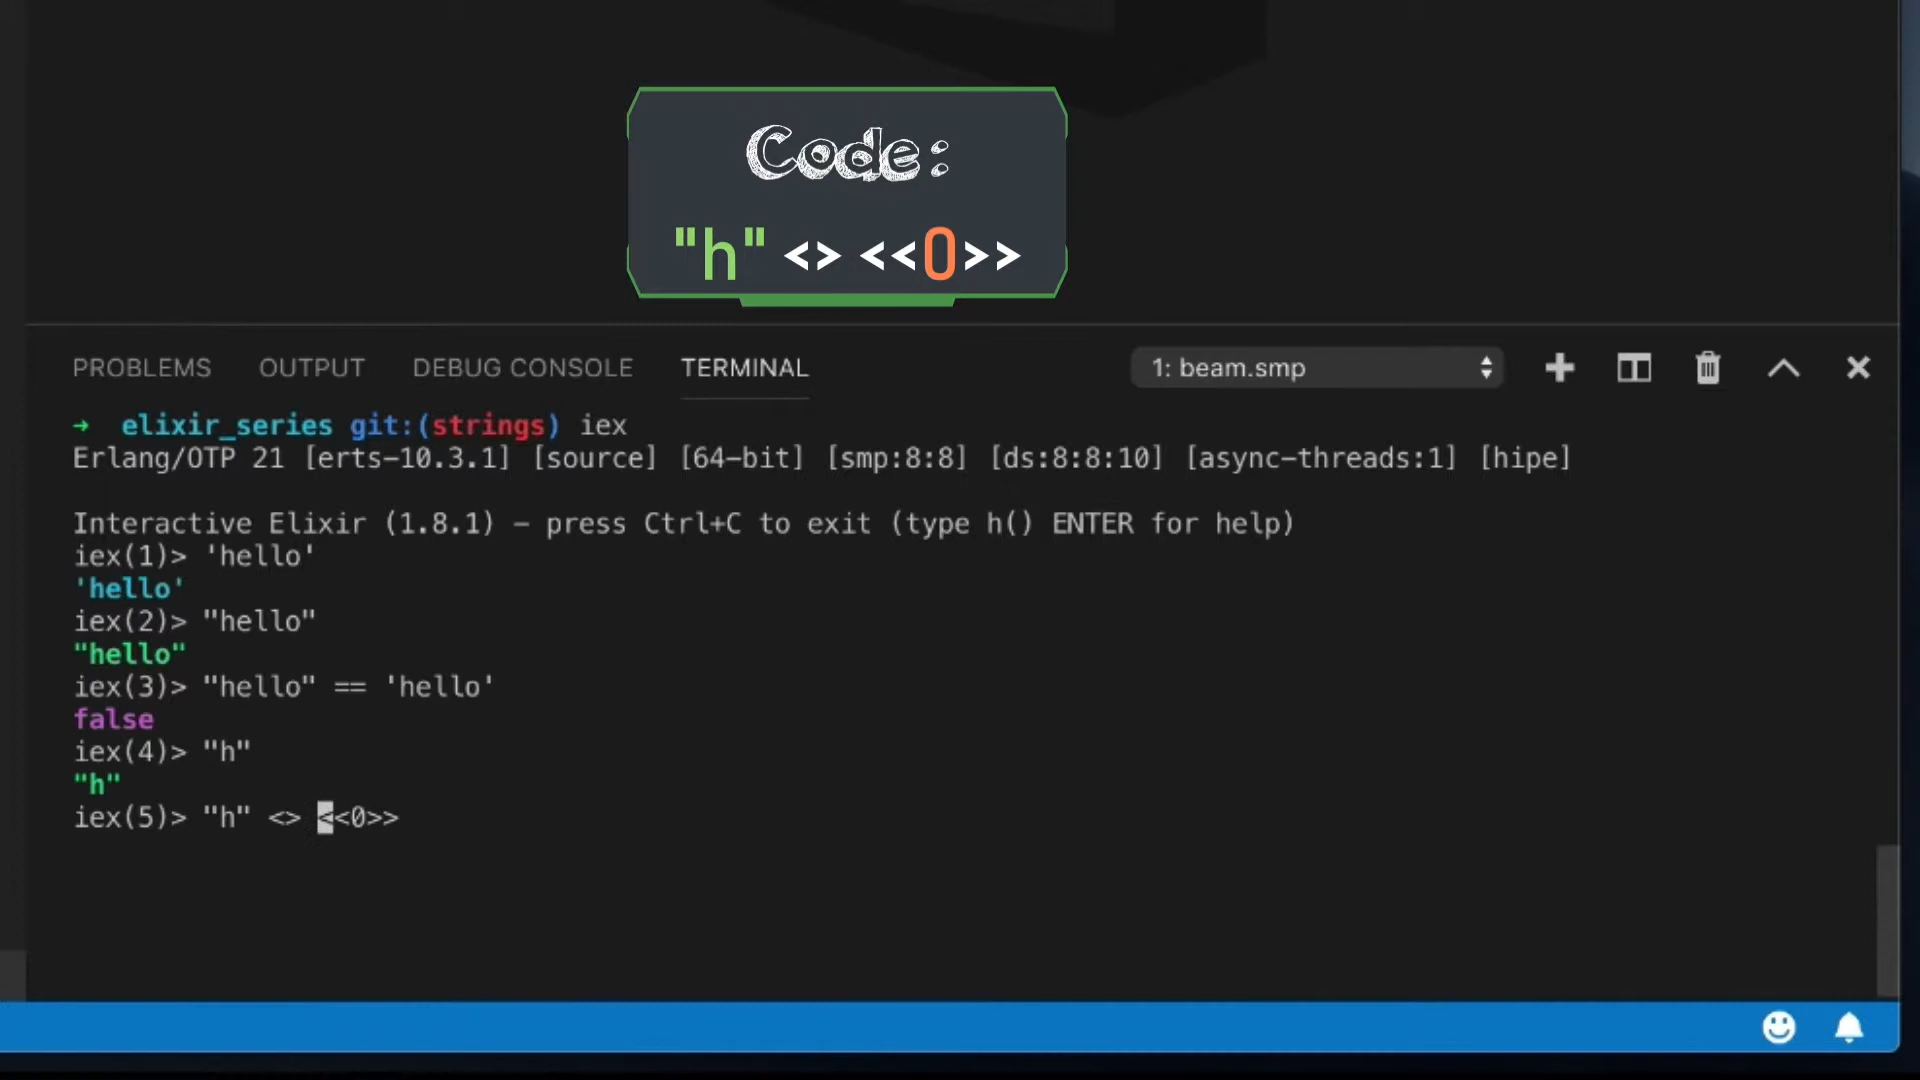 Code:
"h" <> <<0>>
PROBLEMS OUTPUT DEBUG CONSOLE TERMINAL 1: beam.smp
→ elixir_series git:(strings) iex
Erlang/OTP 21 [erts-10.3.1] [source] [64-bit] [smp:8:8] [ds:8:8:10] [async-threads:1] [hipe]
Interactive Elixir (1.8.1) - press Ctrl+C to exit (type h() ENTER for help)
iex(1)> 'hello'
'hello'
iex(2)> "hello"
"hello"
iex(3)> "hello" == 'hello'
false
iex(4)> "h"
"h"
iex(5)> "h" <> <<0>>